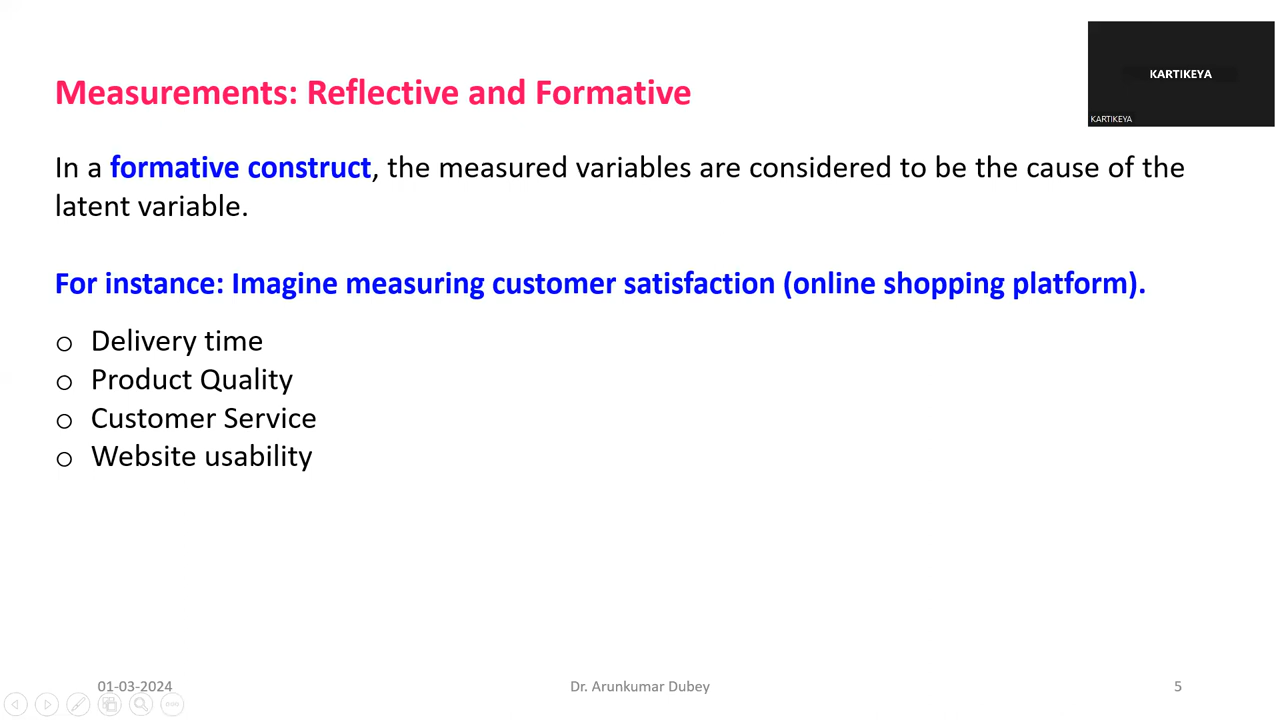 KARTIKEYA
KARTIKEYA
Measurements: Reflective and Formative
In a formative construct, the measured variables are considered to be the cause of the
latent variable.
For instance: Imagine measuring customer satisfaction (online shopping platform).
o Delivery time
o Product Quality
o Customer Service
o Website usability
01-03-2024
Dr. Arunkumar Dubey
5